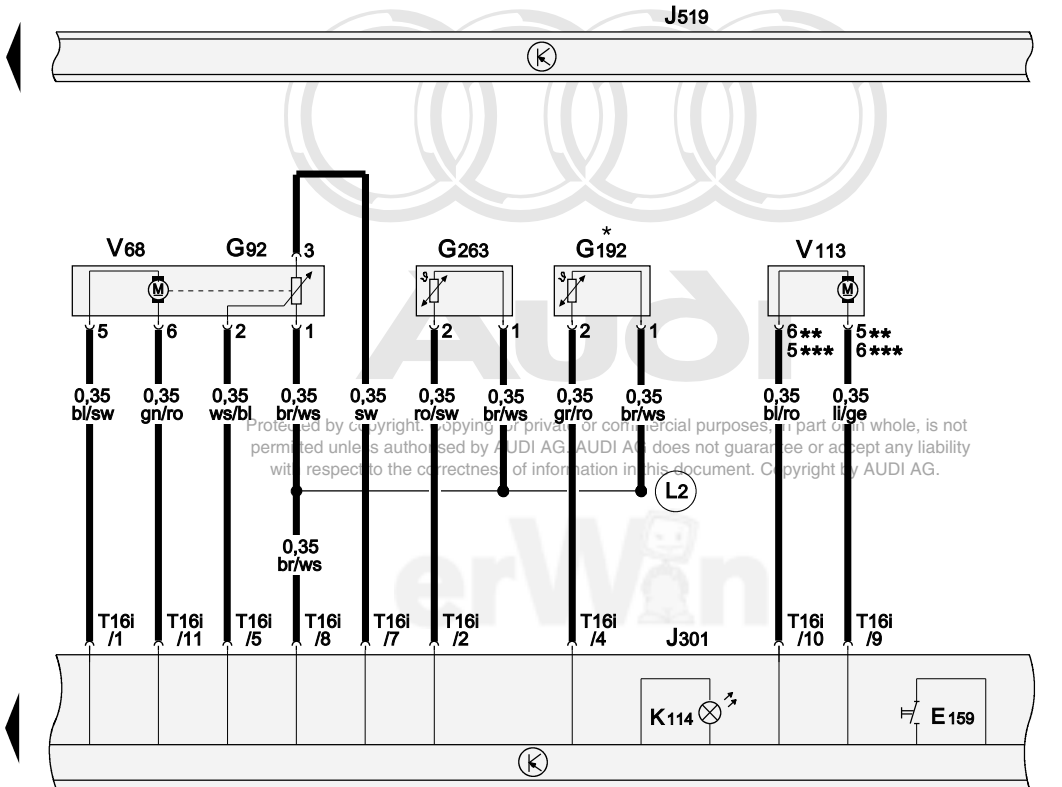 J519
V68 G92 3 G263 G192 * V113
M M
ϑ ϑ
5 6 2 1 2 1 2 1 6** 5**
5*** 6***
0,35 0,35 0,35 0,35 0,35 0,35 0,35 0,35 0,35 0,35 0,35
bl/sw gn/ro ws/bl br/ws sw ro/sw br/ws gr/ro br/ws bl/ro li/ge
Protected by copyright. Copying for private or commercial purposes, in part or in whole, is not
permitted unless authorised by AUDI AG. AUDI AG does not guarantee or accept any liability
with respect to the correctness of information in this document. Copyright by AUDI AG.
L2
0,35
br/ws
Audi
erWin
T16i T16i T16i T16i T16i T16i T16i J301 T16i T16i
/1 /11 /5 /8 /7 /2 /4 /10 /9
K114 E159